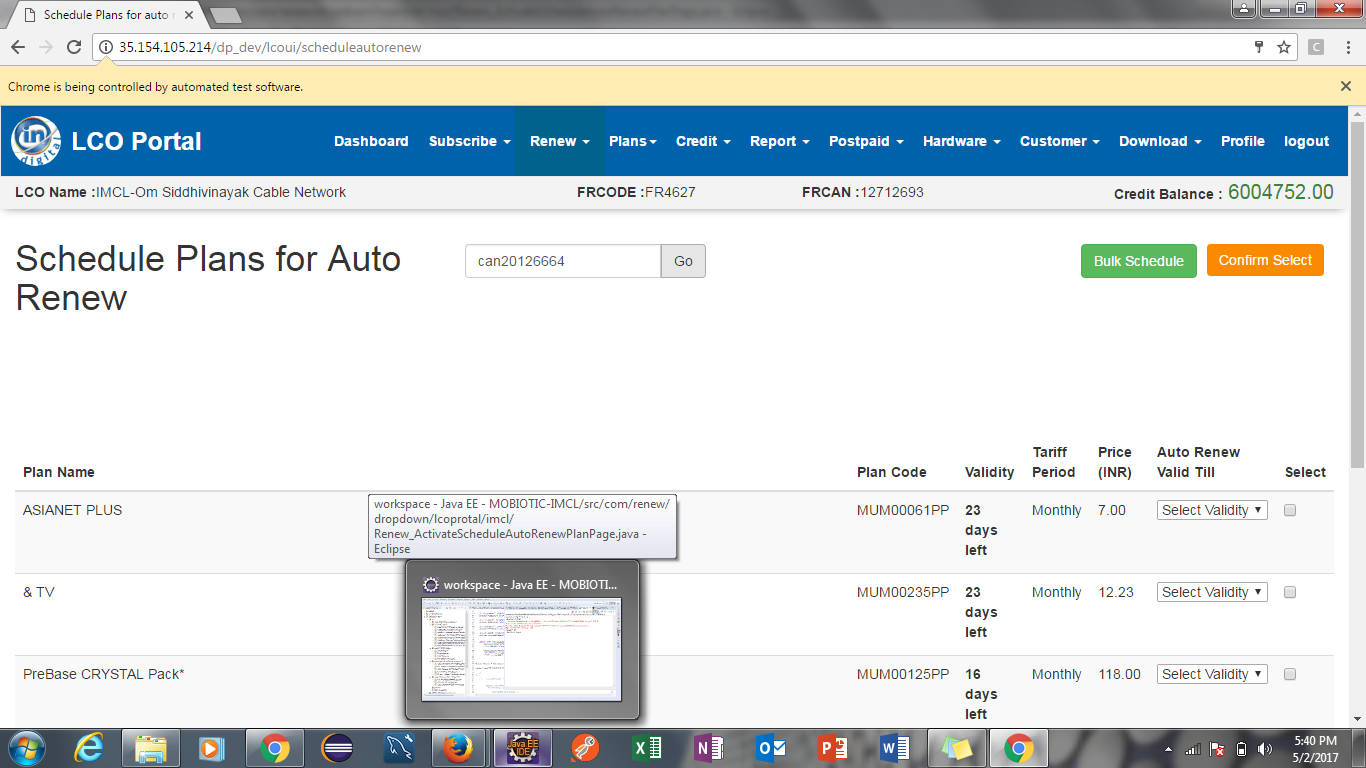 Schedule Plans for auto r
35.154.105.214/dp_dev/lcoui/scheduleautorenew
C
Chrome is being controlled by automated test software.
in
digital
LCO Portal
Dashboard Subscribe Renew Plans Credit Report Postpaid Hardware Customer Download Profile logout
LCO Name :IMCL-Om Siddhivinayak Cable Network FRCODE :FR4627 FRCAN :12712693 Credit Balance : 6004752.00
Schedule Plans for Auto
Renew
can20126664 Go
Bulk Schedule Confirm Select
Plan Name Plan Code Validity Tariff Period Price (INR) Auto Renew Valid Till Select
ASIANET PLUS MUM00061PP 23 days left Monthly 7.00 Select Validity
& TV MUM00235PP 23 days left Monthly 12.23 Select Validity
PreBase CRYSTAL Pack* MUM00125PP 16 days left Monthly 118.00 Select Validity
workspace - Java EE - MOBIOTIC-IMCL/src/com/renew/
dropdown/lcoprotal/imcl/
Renew_ActivateScheduleAutoRenewPlanPage.java -
Eclipse
workspace - Java EE - MOBIOTI...
Java EE
IDE
5:40 PM
5/2/2017